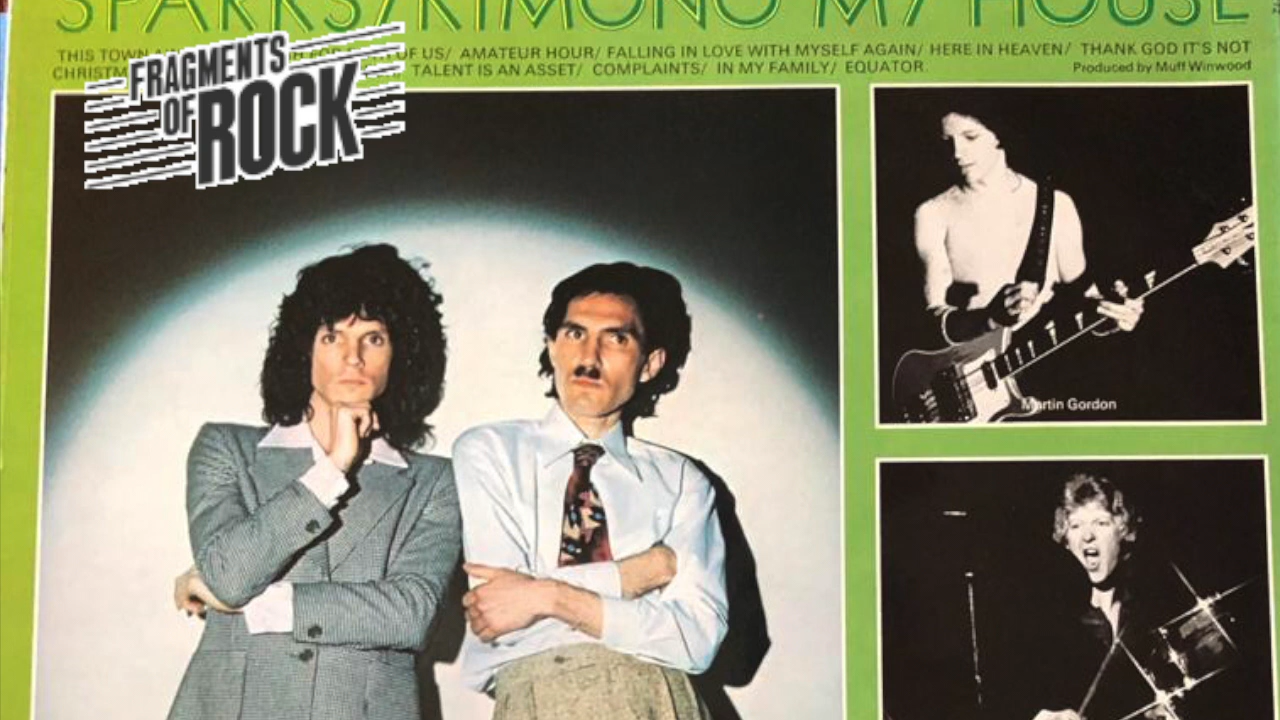 SPARKS/KIMONO MY HOUSE
THIS TOWN OF US/ AMATEUR HOUR/ FALLING IN LOVE WITH MYSELF AGAIN/ HERE IN HEAVEN/ THANK GOD IT'S NOT
CHRISTM TALENT IS AN ASSET/ COMPLAINTS/ IN MY FAMILY/ EQUATOR.
Produced by Muff Winwood
FRAGMENTS
OF ROCK
Martin Gordon